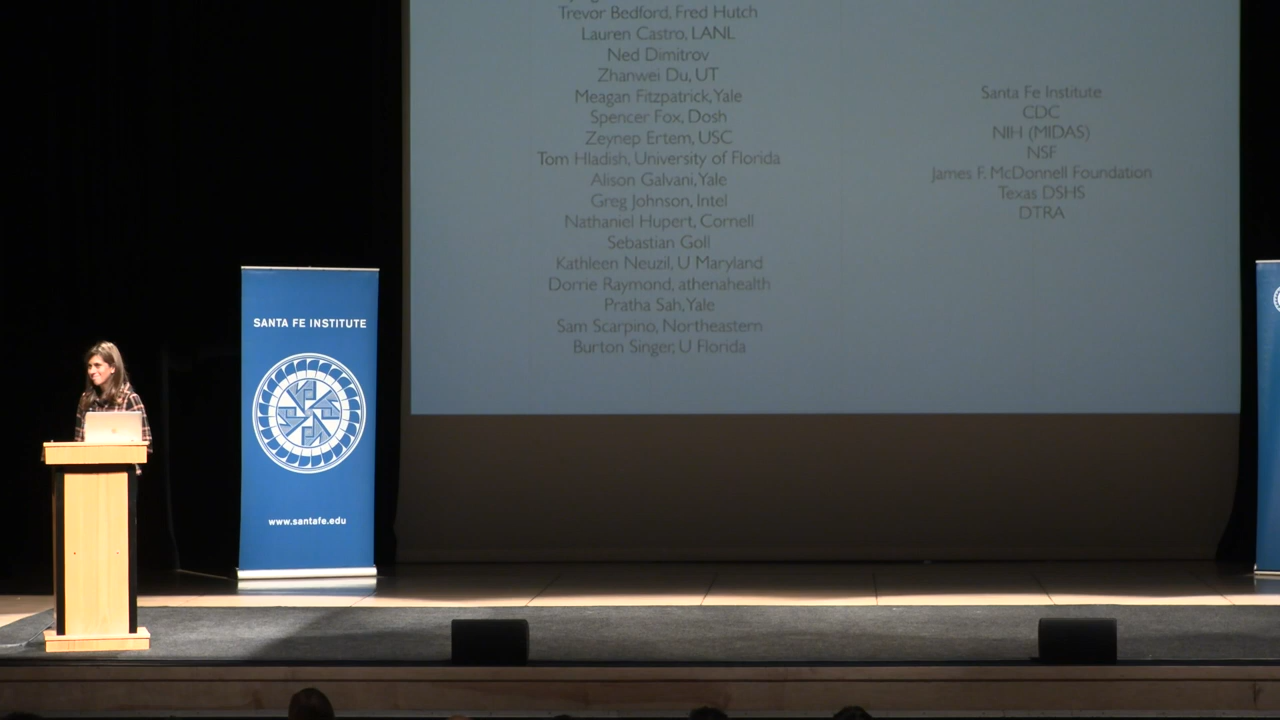 Trevor Bedford, Fred Hutch
Lauren Castro, LANL
Ned Dimitrov
Zhanwei Du, UT
Meagan Fitzpatrick, Yale
Spencer Fox, Dosh
Zeynep Ertem, USC
Tom Hladish, University of Florida
Alison Galvani, Yale
Greg Johnson, Intel
Nathaniel Hupert, Cornell
Sebastian Goll
Kathleen Neuzil, U Maryland
Dorrie Raymond, athenahealth
Pratha Sah, Yale
Sam Scarpino, Northeastern
Burton Singer, U Florida
Santa Fe Institute
CDC
NIH (MIDAS)
NSF
James F. McDonnell Foundation
Texas DSHS
DTRA
SANTA FE INSTITUTE
www.santafe.edu